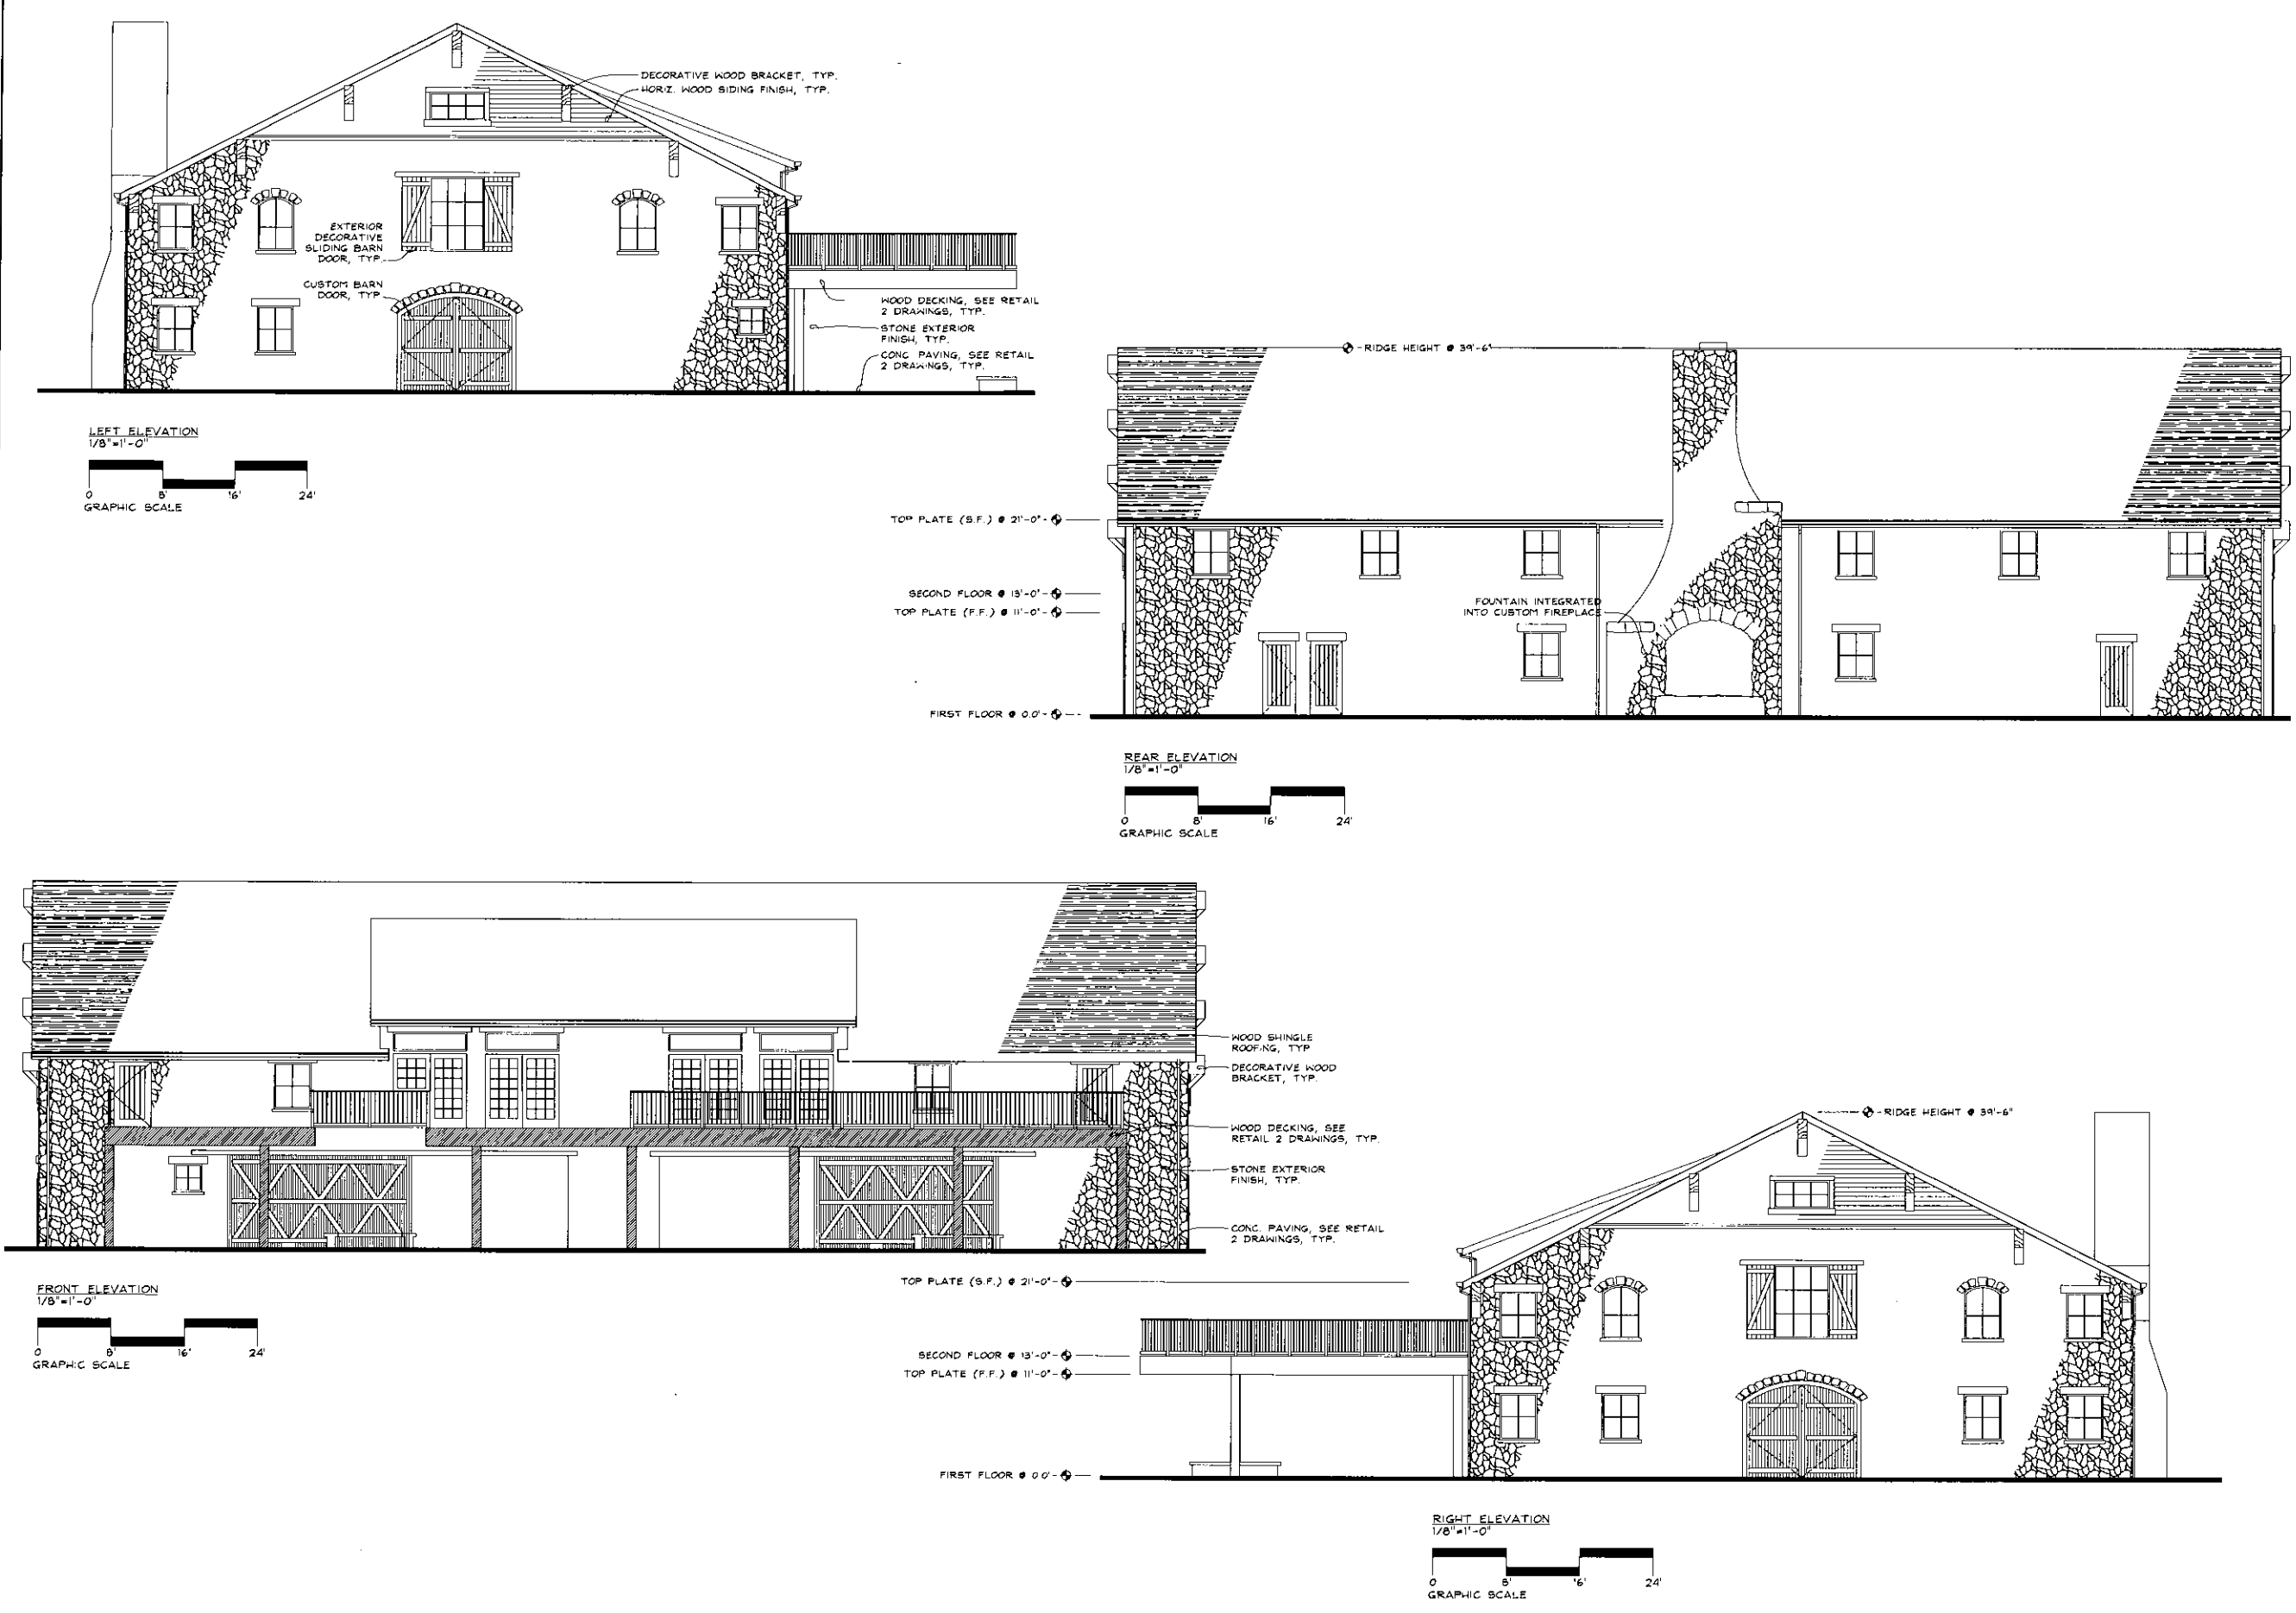 DECORATIVE WOOD BRACKET, TYP.
HORIZ. WOOD SIDING FINISH, TYP.
EXTERIOR
DECORATIVE
SLIDING BARN
DOOR, TYP.
CUSTOM BARN
DOOR, TYP
WOOD DECKING, SEE RETAIL
2 DRAWINGS, TYP.
STONE EXTERIOR
FINISH, TYP.
CONC PAVING, SEE RETAIL
2 DRAWINGS, TYP.
LEFT ELEVATION
1/8"=1'-0"
0 8' 16' 24'
GRAPHIC SCALE
RIDGE HEIGHT @ 39'-6"
TOP PLATE (S.F.) @ 21'-0"
SECOND FLOOR @ 13'-0"
TOP PLATE (F.F.) @ 11'-0"
FOUNTAIN INTEGRATED
INTO CUSTOM FIREPLACE
FIRST FLOOR @ 0.0'
REAR ELEVATION
1/8"=1'-0"
0 8' 16' 24'
GRAPHIC SCALE
WOOD SHINGLE
ROOFING, TYP
DECORATIVE WOOD
BRACKET, TYP.
WOOD DECKING, SEE
RETAIL 2 DRAWINGS, TYP.
STONE EXTERIOR
FINISH, TYP.
CONC. PAVING, SEE RETAIL
2 DRAWINGS, TYP.
FRONT ELEVATION
1/8"=1'-0"
0 8' 16' 24'
GRAPHIC SCALE
RIDGE HEIGHT @ 39'-6"
TOP PLATE (S.F.) @ 21'-0"
SECOND FLOOR @ 13'-0"
TOP PLATE (F.F.) @ 11'-0"
FIRST FLOOR @ 0.0'
RIGHT ELEVATION
1/8"=1'-0"
0 8' 16' 24'
GRAPHIC SCALE